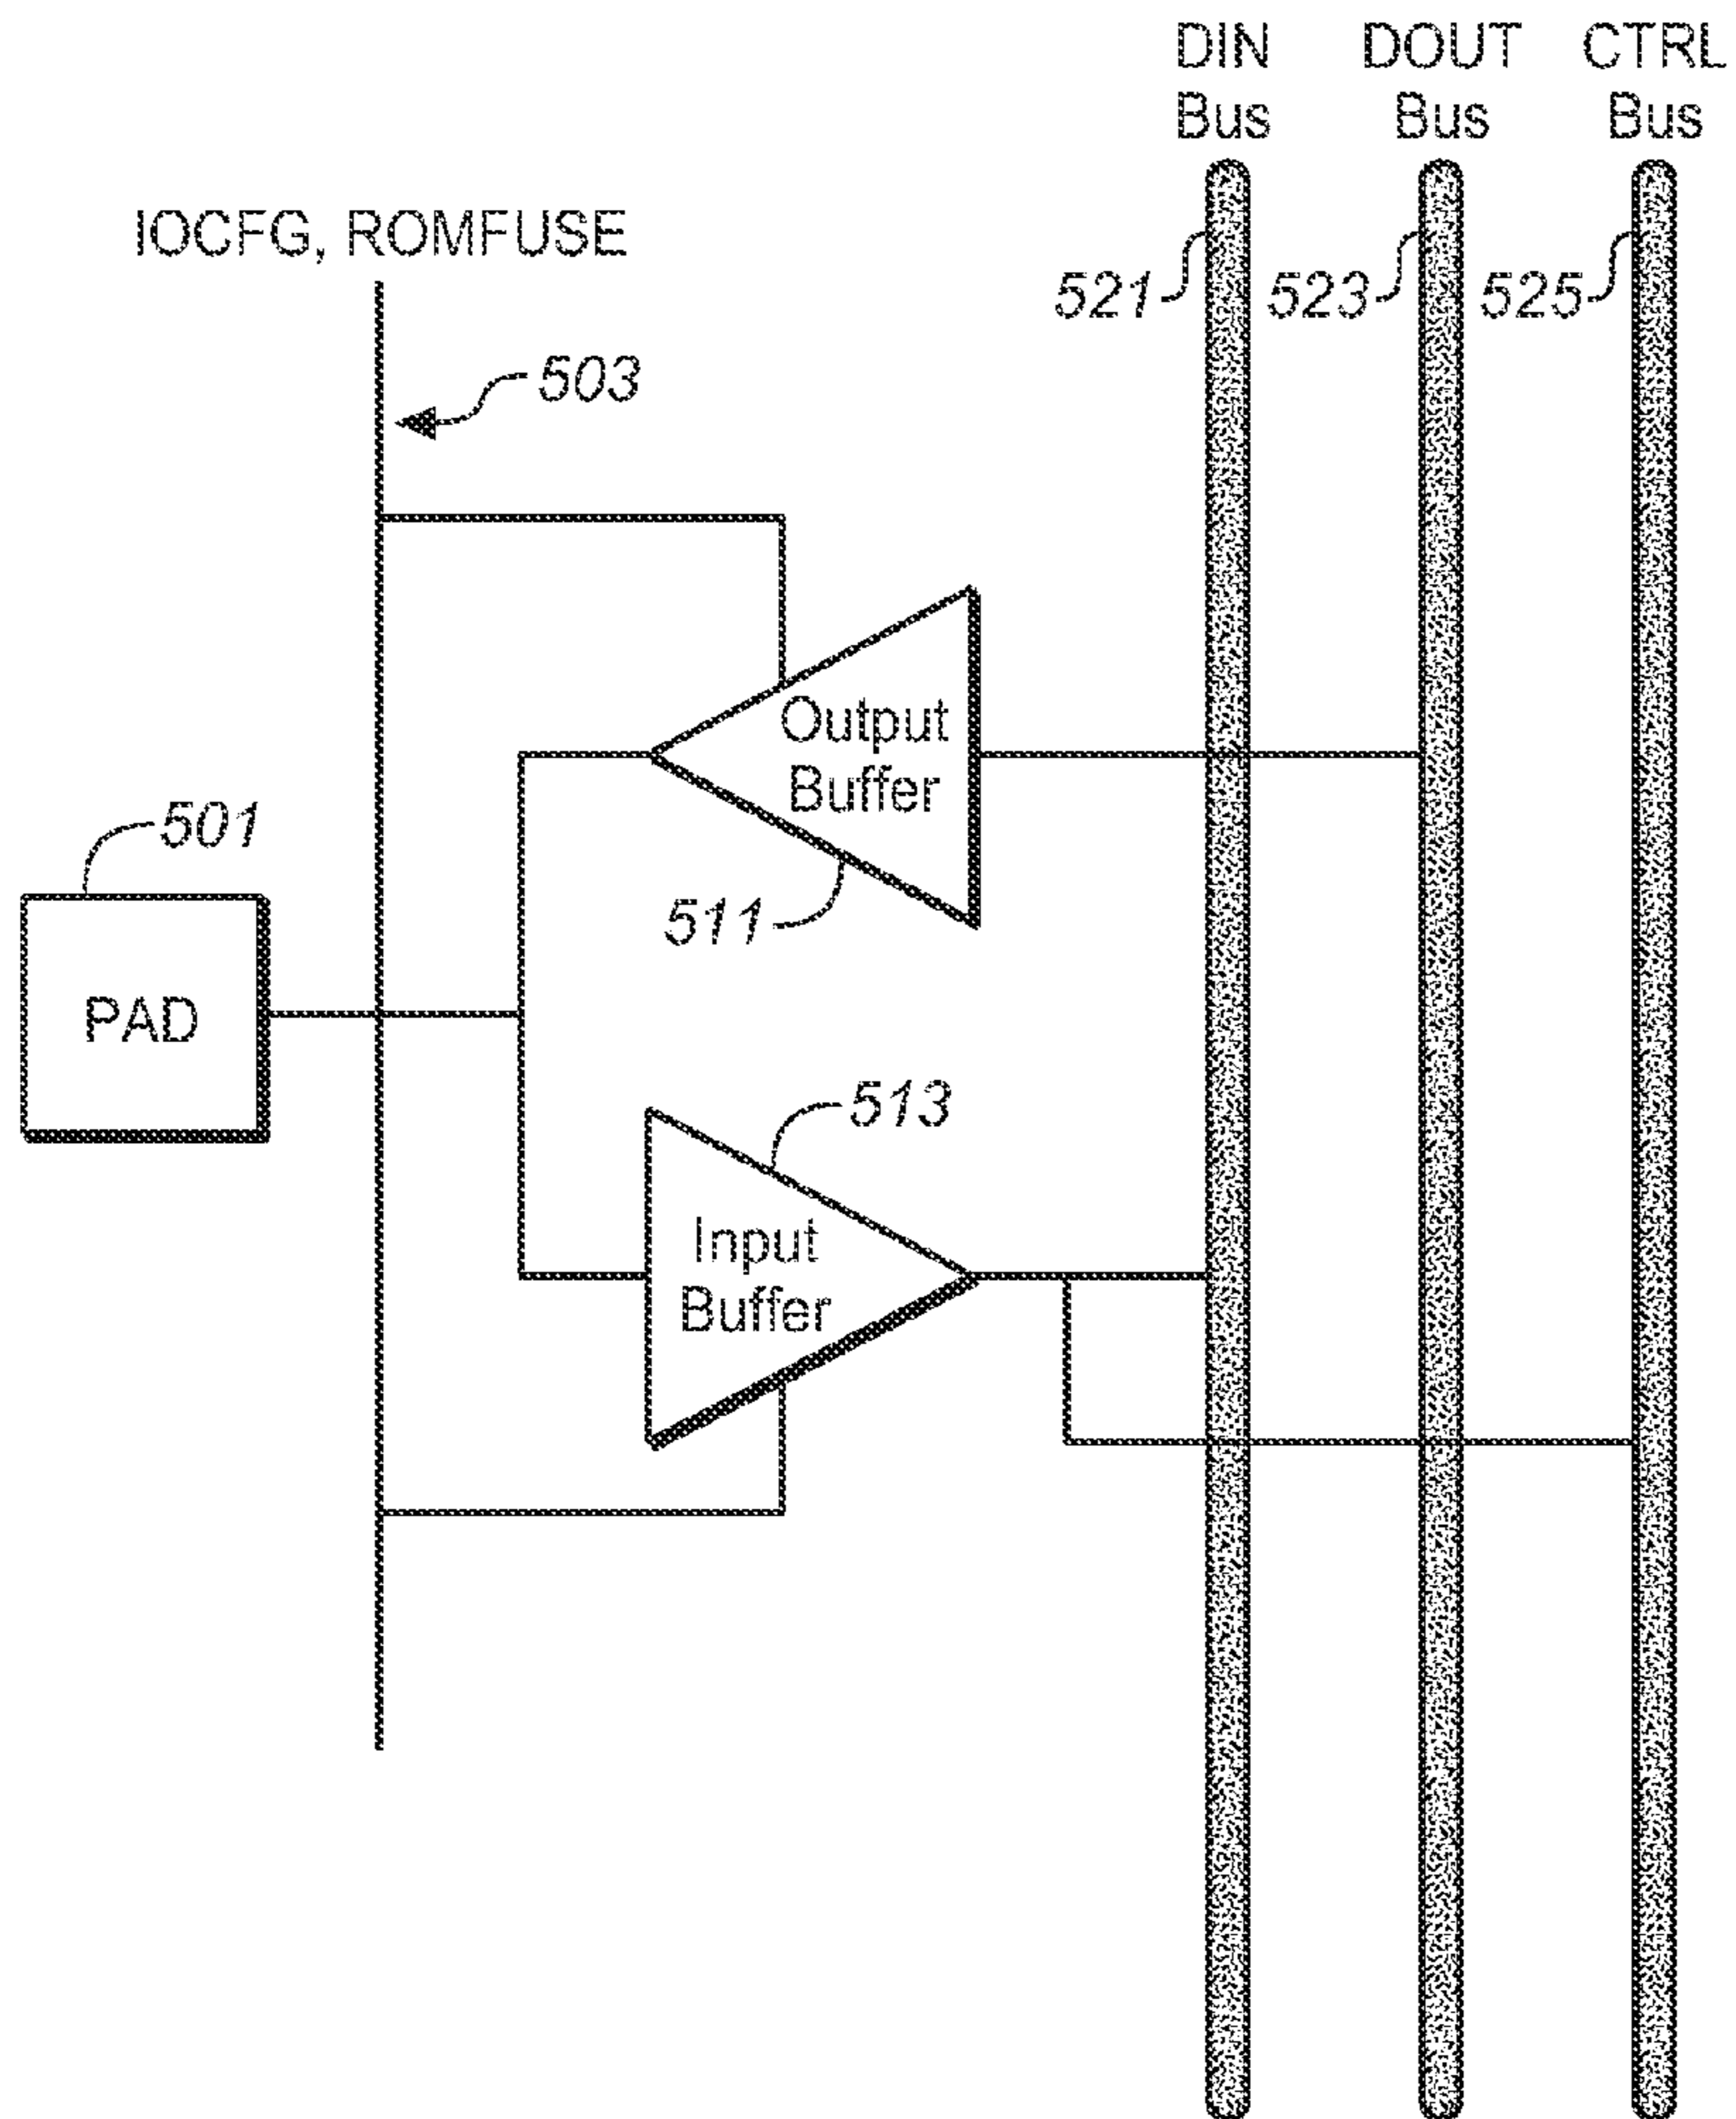 DIN DOUT CTRL
Bus Bus Bus
IOCFG, ROMFUSE
521 523 525
503
Output
Buffer
501
511
PAD
513
Input
Buffer